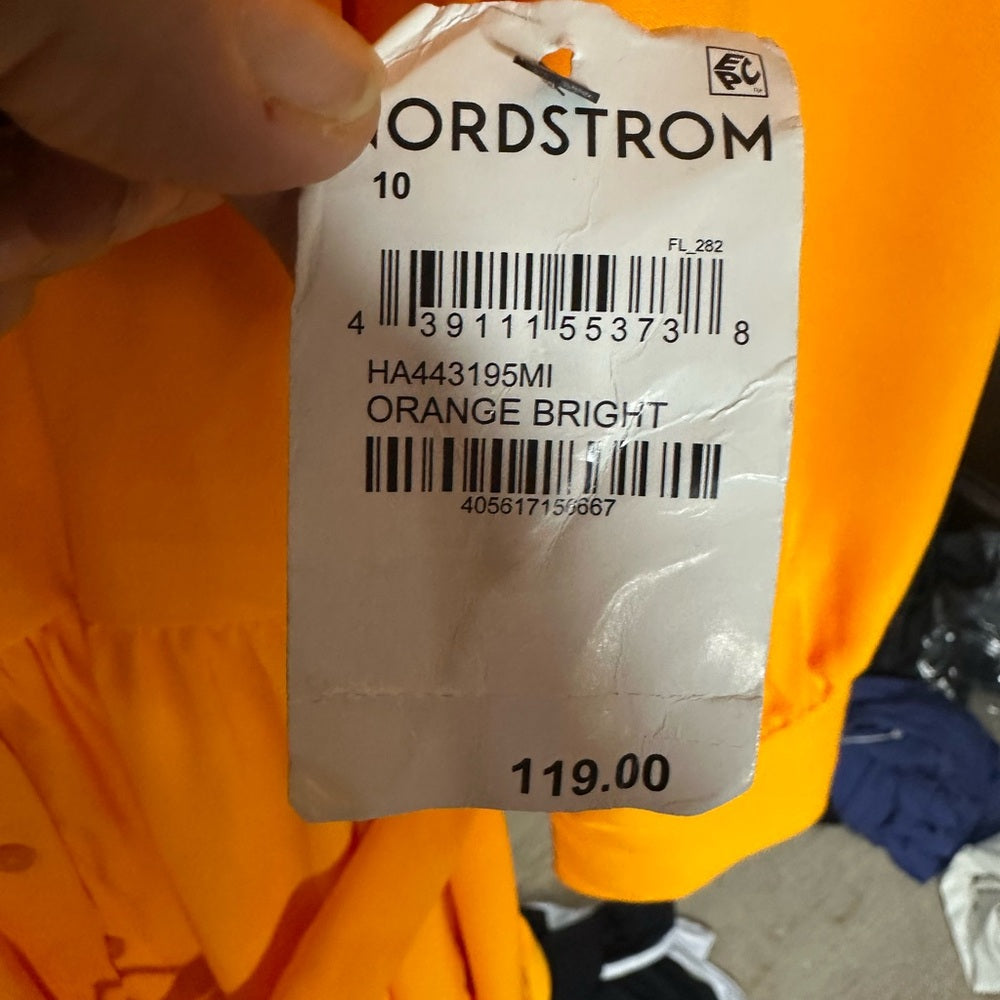 EPC
NORDSTROM
10
FL_282
4 39111 55373 8
HA443195MI
ORANGE BRIGHT
405617156667
119.00